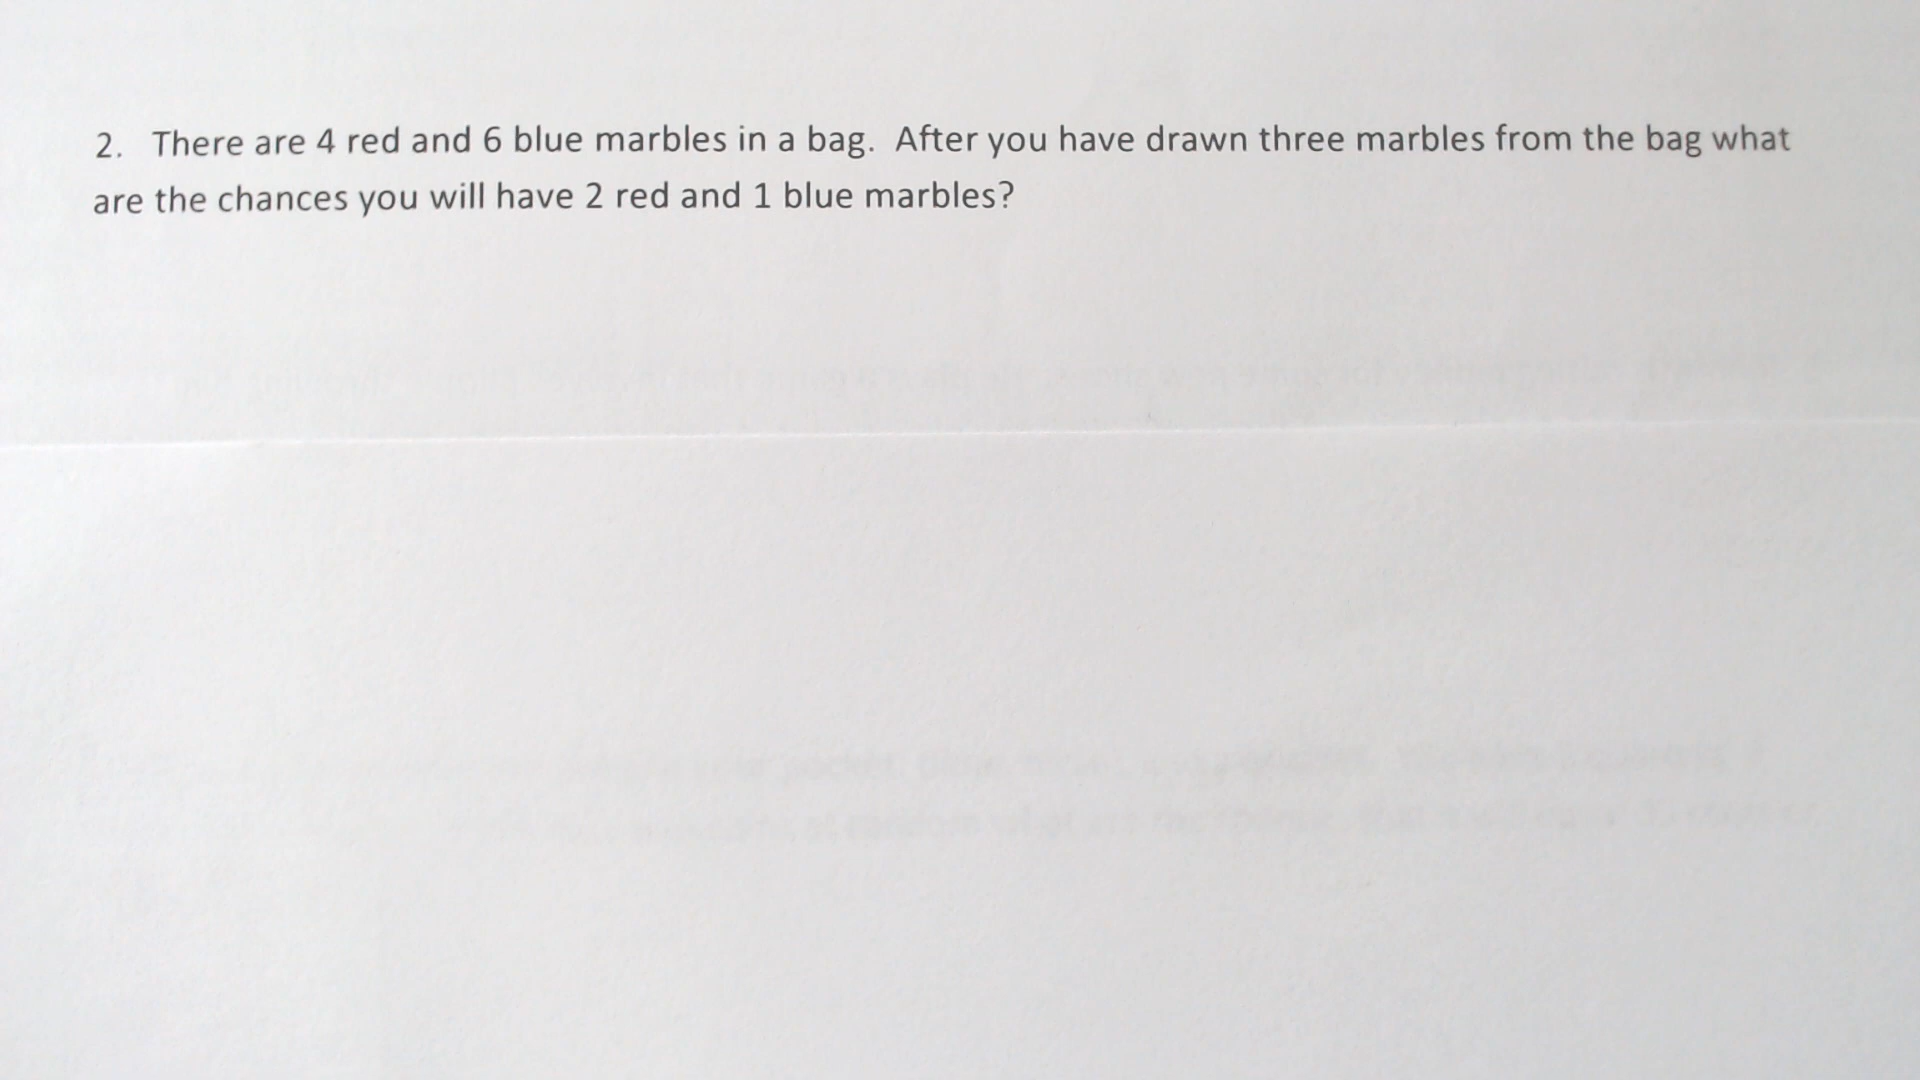 2. There are 4 red and 6 blue marbles in a bag. After you have drawn three marbles from the bag what
are the chances you will have 2 red and 1 blue marbles?